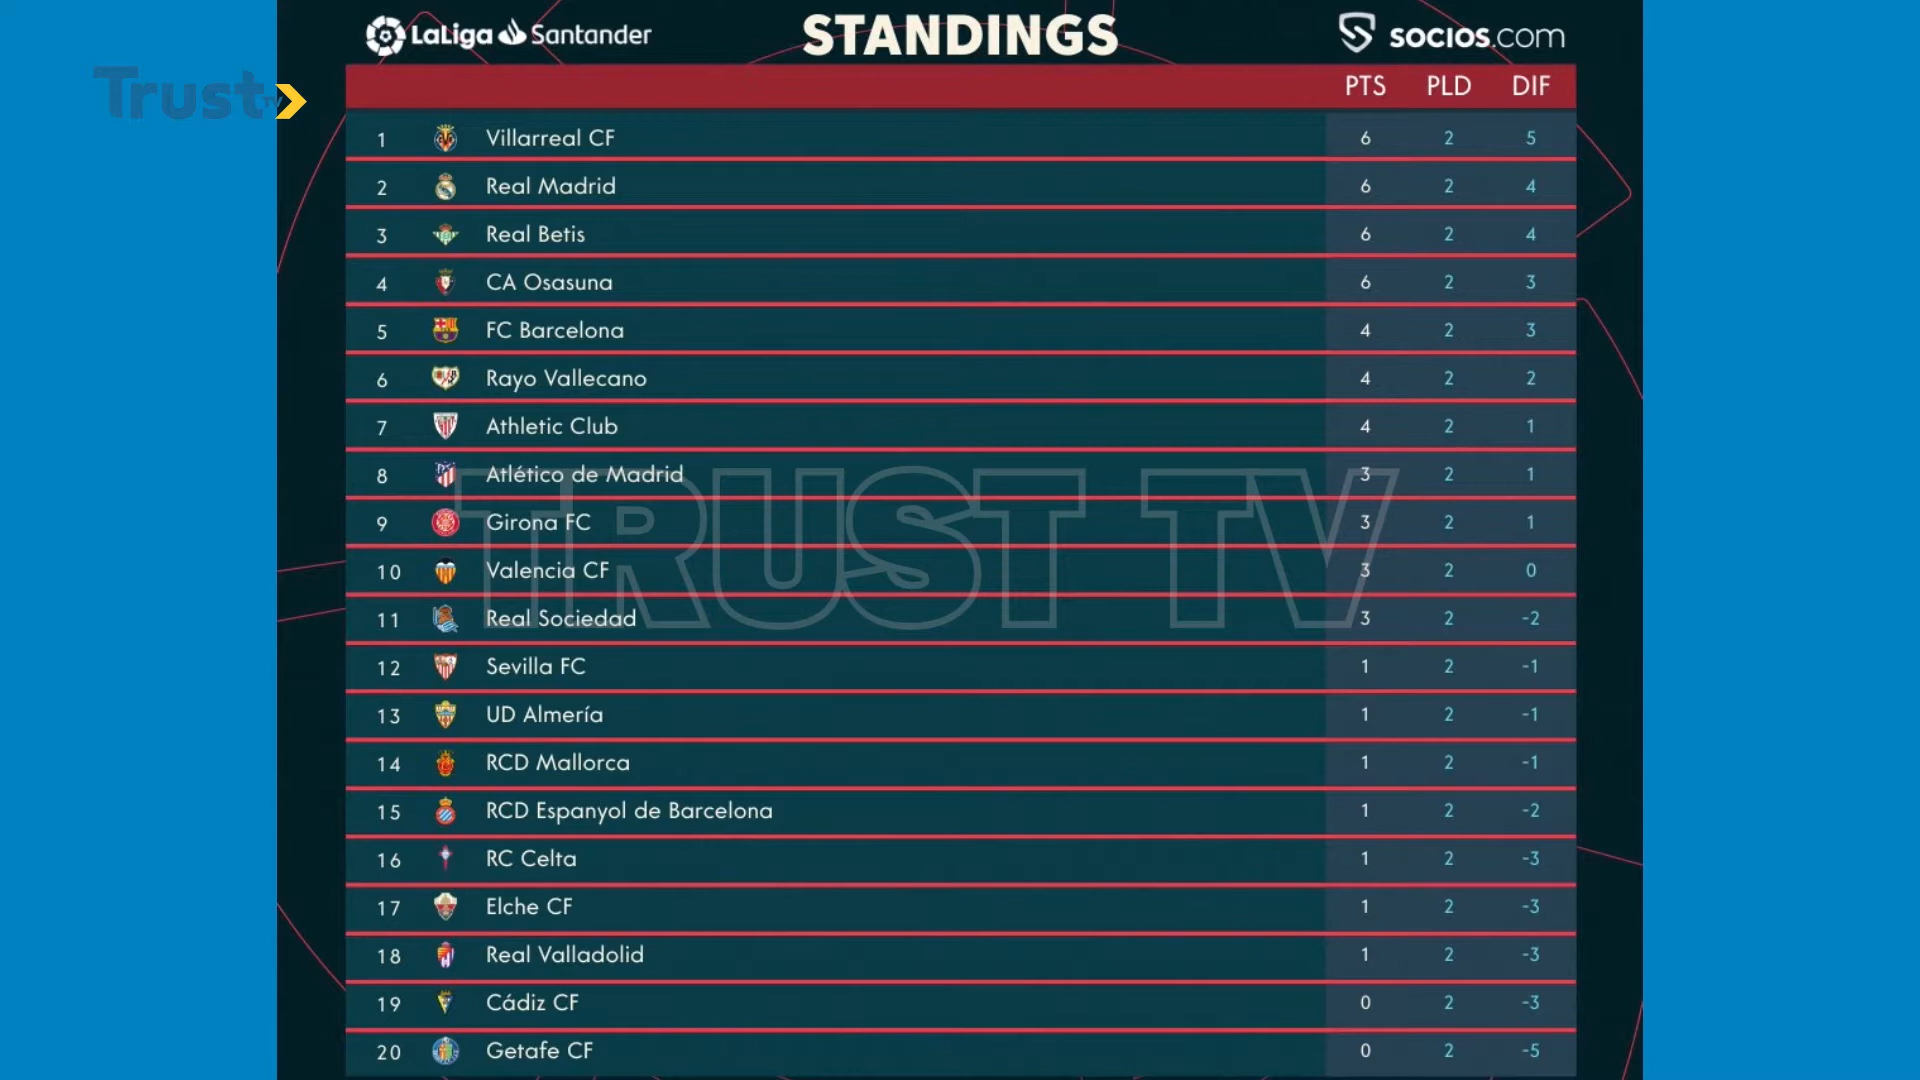 LaLiga Santander STANDINGS SOCIOS.com
Trust TV
PTS PLD DIF
1 Villarreal CF 6 2 5
2 Real Madrid 6 2 4
3 Real Betis 6 2 4
4 CA Osasuna 6 2 3
5 FC Barcelona 4 2 3
6 Rayo Vallecano 4 2 2
7 Athletic Club 4 2 1
8 Atlético de Madrid 3 2 1
9 Girona FC 3 2 1
TRUST TV
10 Valencia CF 3 2 0
11 Real Sociedad 3 2 -2
12 Sevilla FC 1 2 -1
13 UD Almería 1 2 -1
14 RCD Mallorca 1 2 -1
15 RCD Espanyol de Barcelona 1 2 -2
16 RC Celta 1 2 -3
17 Elche CF 1 2 -3
18 Real Valladolid 1 2 -3
19 Cádiz CF 0 2 -3
20 Getafe CF 0 2 -5